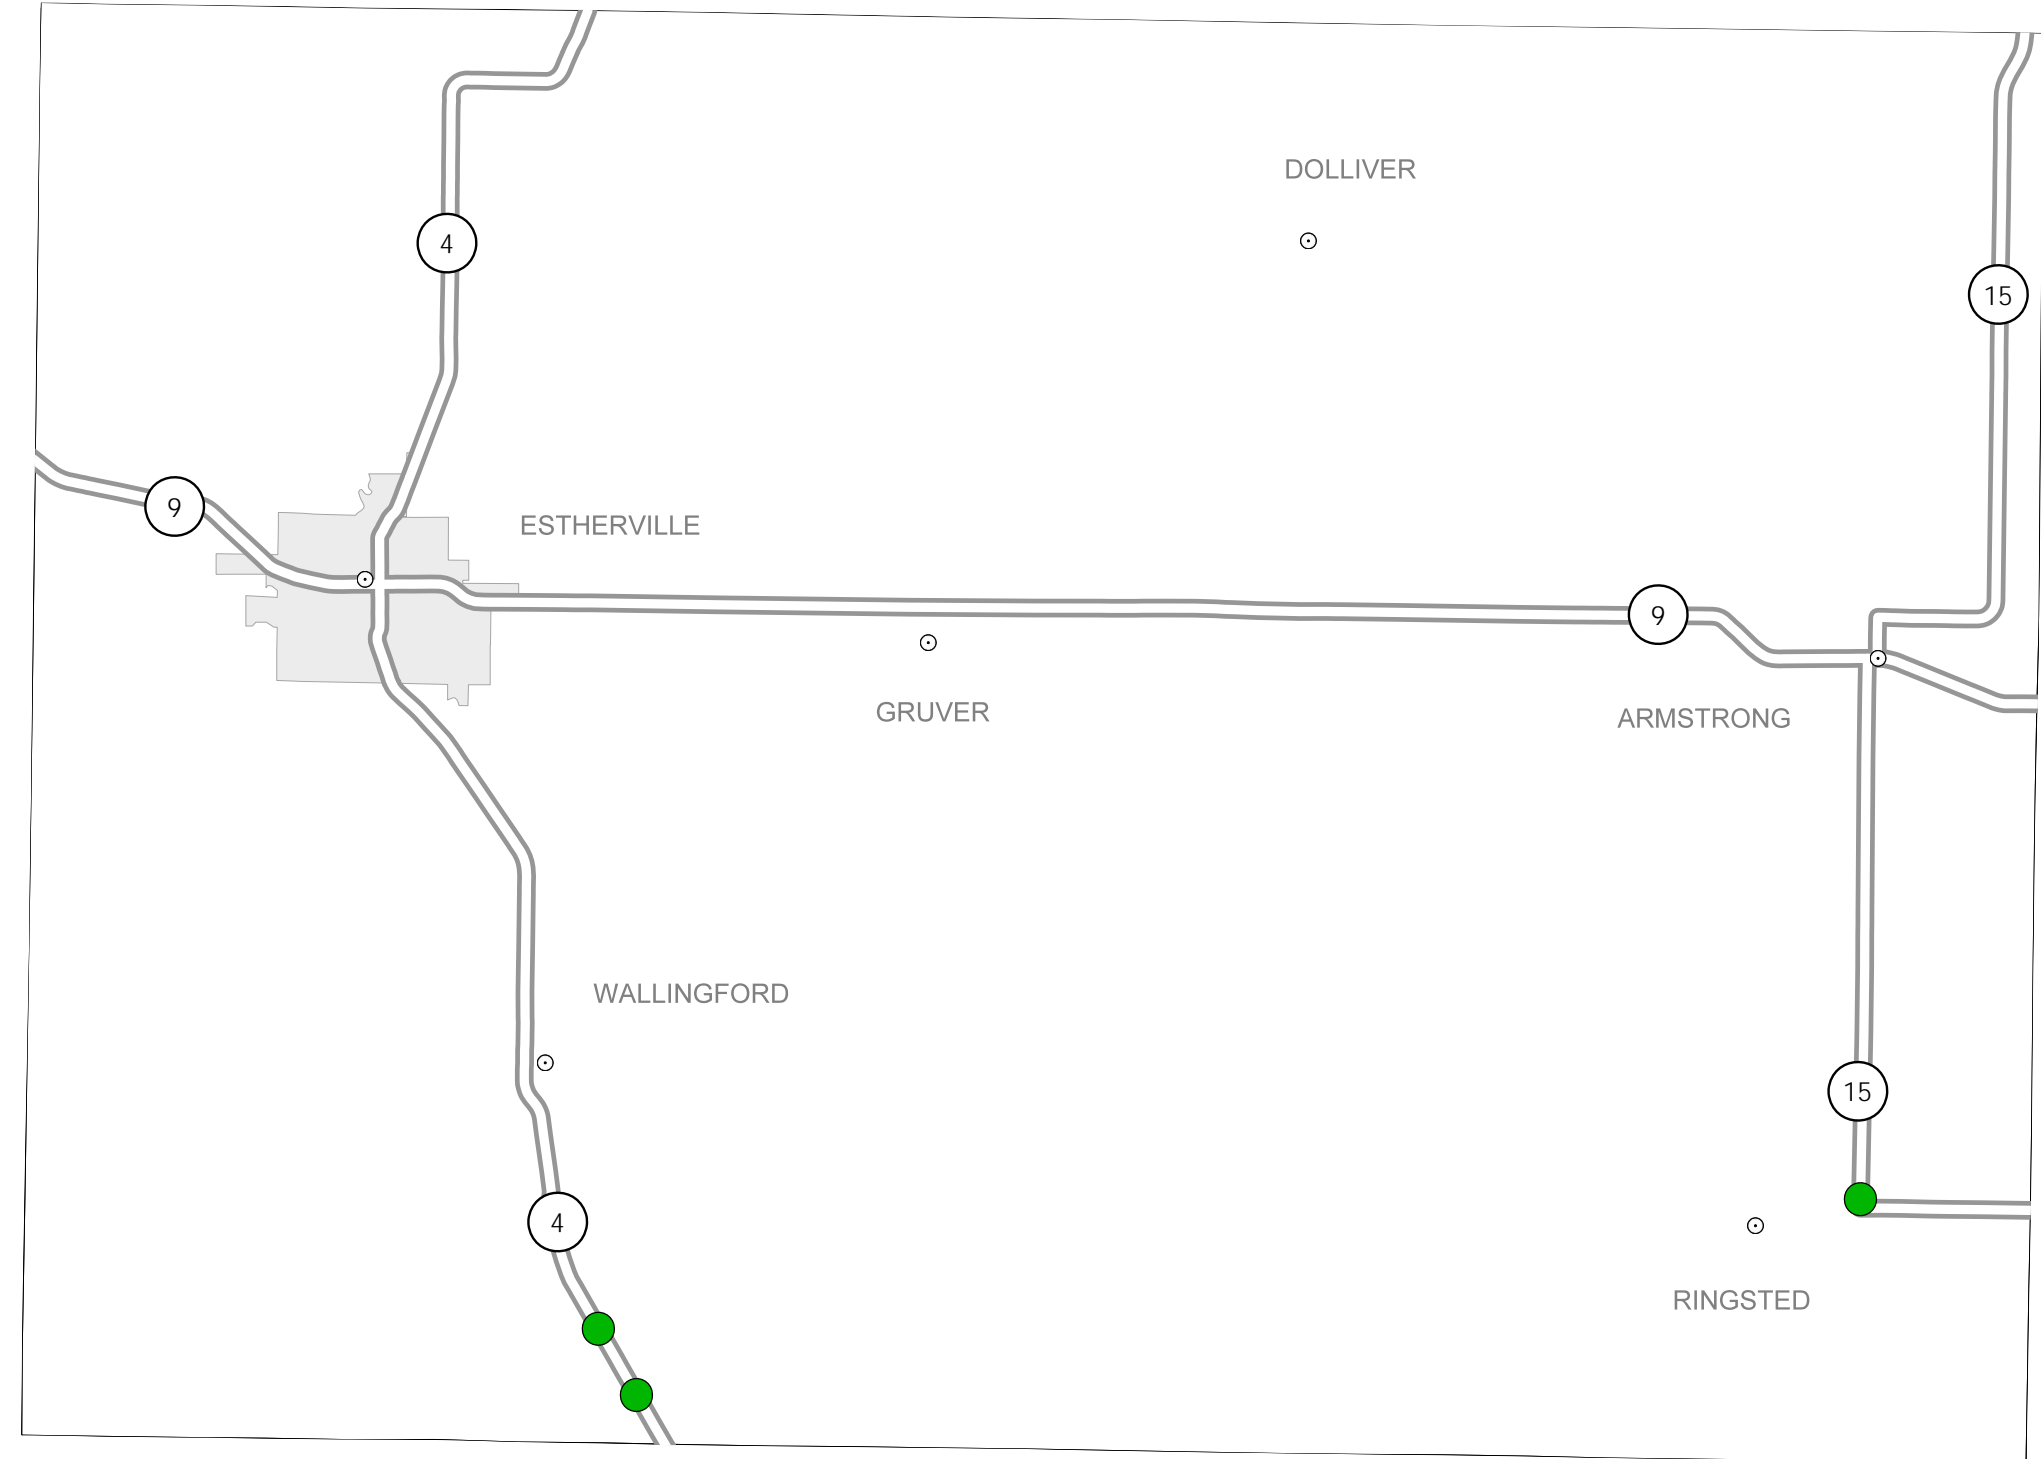 DOLLIVER
4
15
9
ESTHERVILLE
9
GRUVER
ARMSTRONG
WALLINGFORD
15
4
RINGSTED